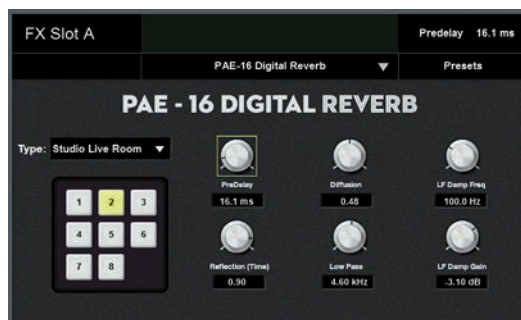 FX Slot A
Predelay 16.1 ms
PAE-16 Digital Reverb
Presets
PAE - 16 DIGITAL REVERB
Type: Studio Live Room
PreDelay
16.1 ms
Diffusion
0.48
LF Damp Freq
100.0 Hz
1 2 3
4 5 6
7 8
Reflection (Time)
0.90
Low Pass
4.60 kHz
LF Damp Gain
-3.10 dB